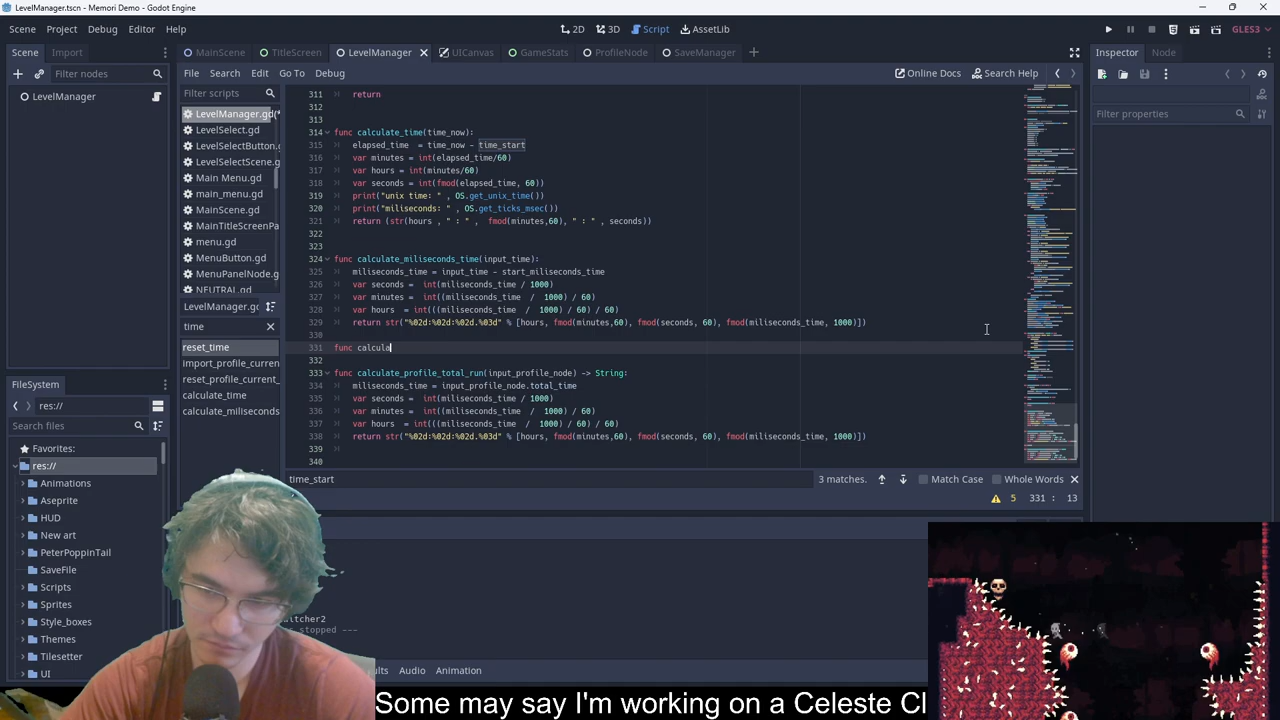 LevelManager.tscn - Memori Demo - Godot Engine
Scene Project Debug Editor Help
2D 3D Script AssetLib
GLES3
Scene Import
MainScene TitleScreen LevelManager UICanvas GameStats ProfileNode SaveManager
Inspector Node
Filter nodes
File Search Edit Go To Debug
Online Docs Search Help
LevelManager
Filter scripts
Filter properties
LevelManager.gd
LevelSelect.gd
LevelSelectButton.
LevelSelectScene.g
Main Menu.gd
main_menu.gd
MainScene.gd
MainTitleScreenPa
menu.gd
MenuButton.gd
MenuPanelNode.g
NEUTRAL.gd
LevelManager.g
time
reset_time
import_profile_curren
reset_profile_current_
calculate_time
calculate_miliseconds
311 return
312
313
314 func calculate_time(time_now):
315 elapsed_time = time_now - time_start
316 var minutes = int(elapsed_time/60)
317 var hours = int(minutes/60)
318 var seconds = int(fmod(elapsed_time, 60))
319 print("unix time: " , OS.get_unix_time())
320 print("miliseconds: " , OS.get_ticks_msec())
321 return (str(hours , " : " , fmod(minutes,60), " : " , seconds))
322
323
324 func calculate_miliseconds_time(input_time):
325 miliseconds_time = input_time - start_miliseconds
326 var seconds = int(miliseconds_time / 1000)
327 var minutes = int((miliseconds_time / 1000) / 60)
328 var hours = int((miliseconds_time / 1000) / 60) / 60
329 return str("%02d:%02d:%02d.%03d" % [hours, fmod(minutes,60), fmod(seconds, 60), fmod(miliseconds_time, 1000)])
330
331 func calcula
332
333 func calculate_profile_total_run(input_profile_node) -> String:
334 miliseconds_time = input_profile_node.total_time
335 var seconds = int(miliseconds_time / 1000)
336 var minutes = int((miliseconds_time / 1000) / 60)
337 var hours = int((miliseconds_time / 1000) / 60) / 60
338 return str("%02d:%02d:%02d.%03d" % [hours, fmod(minutes,60), fmod(seconds, 60), fmod(miliseconds_time, 1000)])
339
340
time_start 3 matches. Match Case Whole Words
5 331 : 13
FileSystem
res://
Search files
Favorites:
res://
Animations
Aseprite
HUD
New art
PeterPoppinTail
SaveFile
Scripts
Sprites
Style_boxes
Themes
Tilesetter
UI
Audio Animation
Some may say I'm working on a Celeste Cl